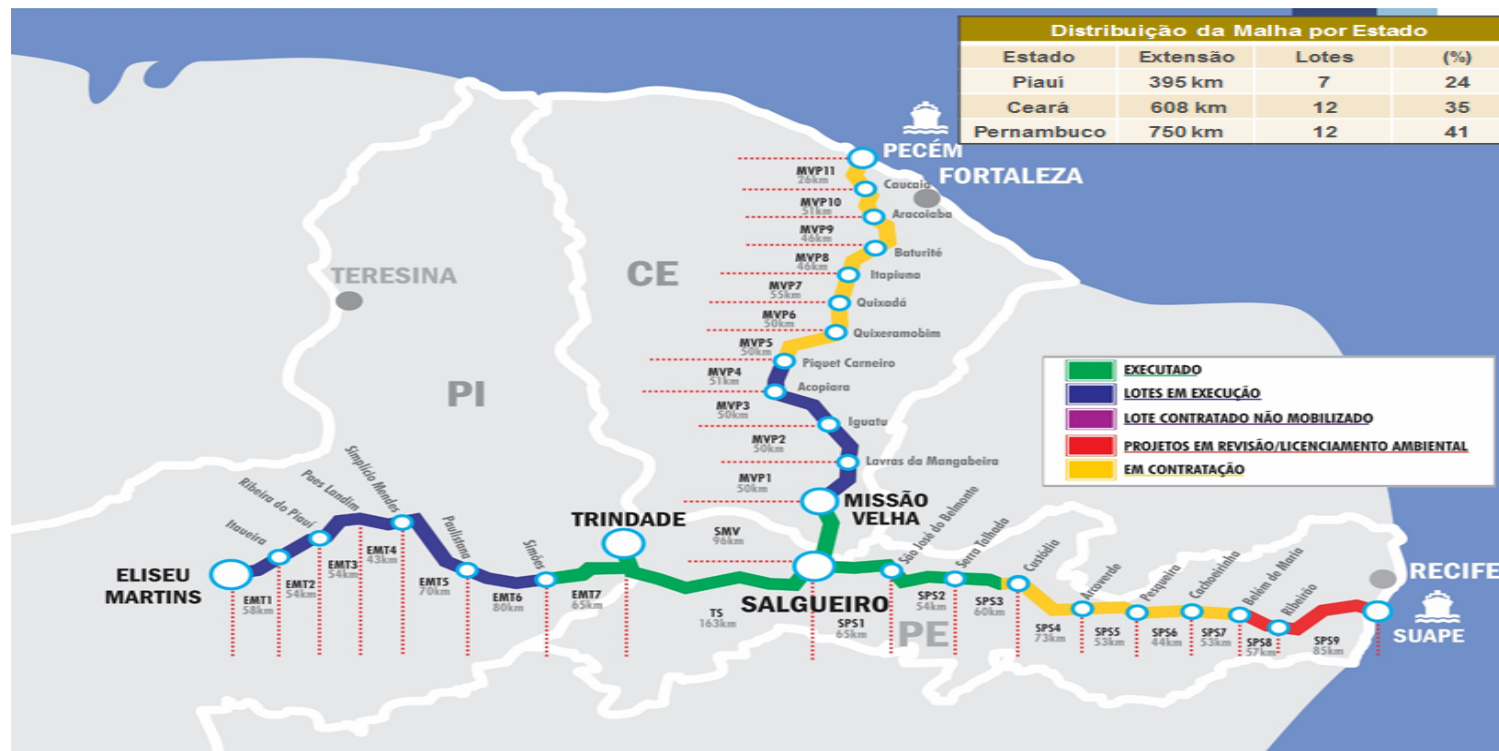 Distribuição da Malha por Estado
Estado Extensão Lotes (%)
Piauí 395 km 7 24
Ceará 608 km 12 35
Pernambuco 750 km 12 41
PECÉM
FORTALEZA
MVP11
26km
Caucaia
MVP10
51km
Aracoiaba
MVP9
46km
Baturité
MVP8
46km
Itapiuna
MVP7
55km
Quixadá
MVP6
50km
Quixeramobim
MVP5
50km
Piquet Carneiro
MVP4
51km
Acopiara
MVP3
50km
Iguatu
MVP2
50km
Lavras da Mangabeira
MVP1
50km
MISSÃO
VELHA
TERESINA
CE
PI
EXECUTADO
LOTES EM EXECUÇÃO
LOTE CONTRATADO NÃO MOBILIZADO
PROJETOS EM REVISÃO/LICENCIAMENTO AMBIENTAL
EM CONTRATAÇÃO
TRINDADE
SMV
96km
SALGUEIRO
ELISEU
MARTINS
Itaueira
Ribeira do Piauí
Paes Landim
Simplício Mendes
Paulistana
Simões
São José do Belmonte
Serra Talhada
Custódia
Arcoverde
Pesqueira
Cachoeirinha
Belém de Maria
Ribeirão
RECIFE
SUAPE
PE
EMT1
58km
EMT2
54km
EMT3
54km
EMT4
43km
EMT5
70km
EMT6
80km
EMT7
65km
TS
163km
SPS1
65km
SPS2
54km
SPS3
60km
SPS4
73km
SPS5
53km
SPS6
44km
SPS7
53km
SPS8
57km
SPS9
85km